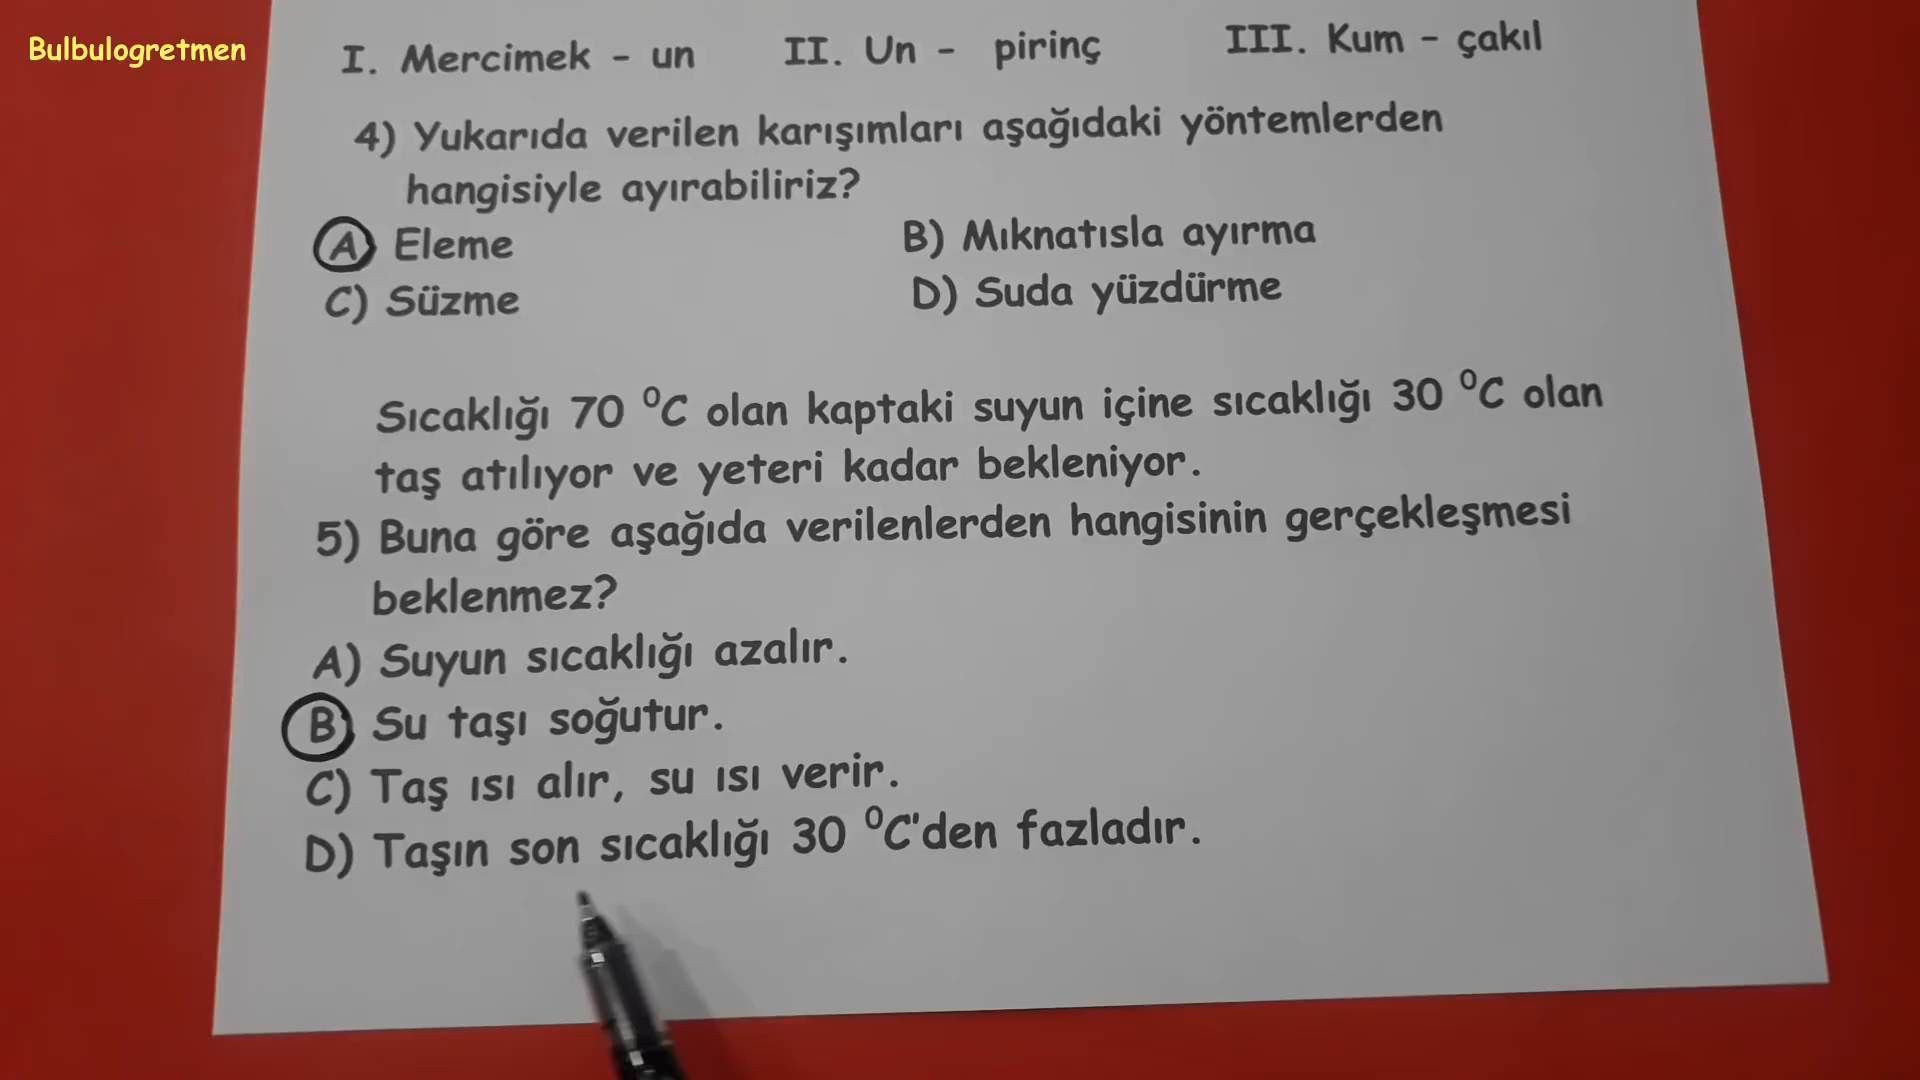 Bulbulogretmen
I. Mercimek - un II. Un - pirinç III. Kum - çakıl
4) Yukarıda verilen karışımları aşağıdaki yöntemlerden
hangisiyle ayırabiliriz?
A) Eleme B) Mıknatısla ayırma
C) Süzme D) Suda yüzdürme
Sıcaklığı 70 ⁰C olan kaptaki suyun içine sıcaklığı 30 ⁰C olan
taş atılıyor ve yeteri kadar bekleniyor.
5) Buna göre aşağıda verilenlerden hangisinin gerçekleşmesi
beklenmez?
A) Suyun sıcaklığı azalır.
B) Su taşı soğutur.
C) Taş ısı alır, su ısı verir.
D) Taşın son sıcaklığı 30 ⁰C'den fazladır.